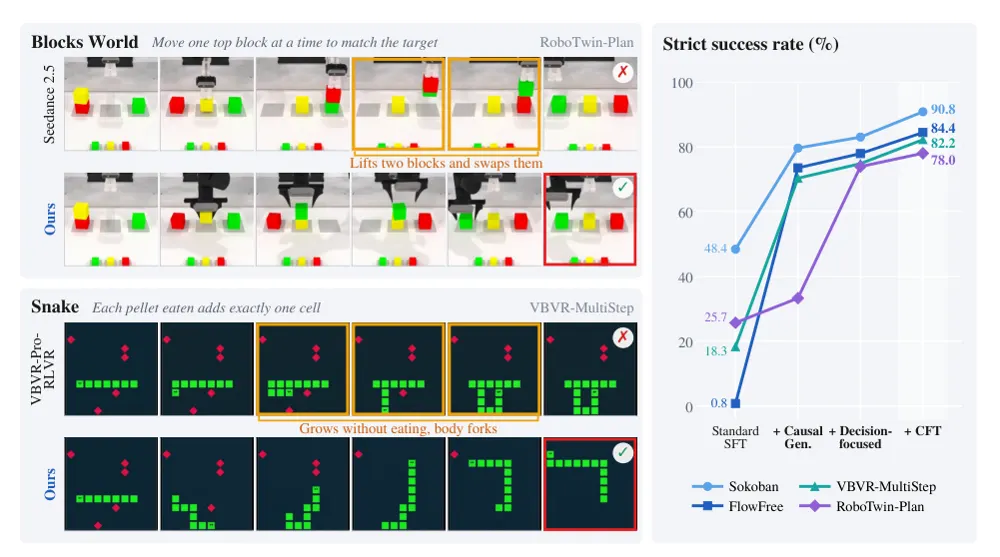 Blocks World Move one top block at a time to match the target RoboTwin-Plan
Seedance 2.5
Lifts two blocks and swaps them
Ours
Snake Each pellet eaten adds exactly one cell VBVR-MultiStep
VBVR-Pro-
RLVR
Grows without eating, body forks
Ours
Strict success rate (%)
100
80
60
40
20
0
90.8
84.4
82.2
78.0
48.4
25.7
18.3
0.8
Standard
SFT
+ Causal
Gen.
+ Decision-
focused
+ CFT
Sokoban
VBVR-MultiStep
FlowFree
RoboTwin-Plan